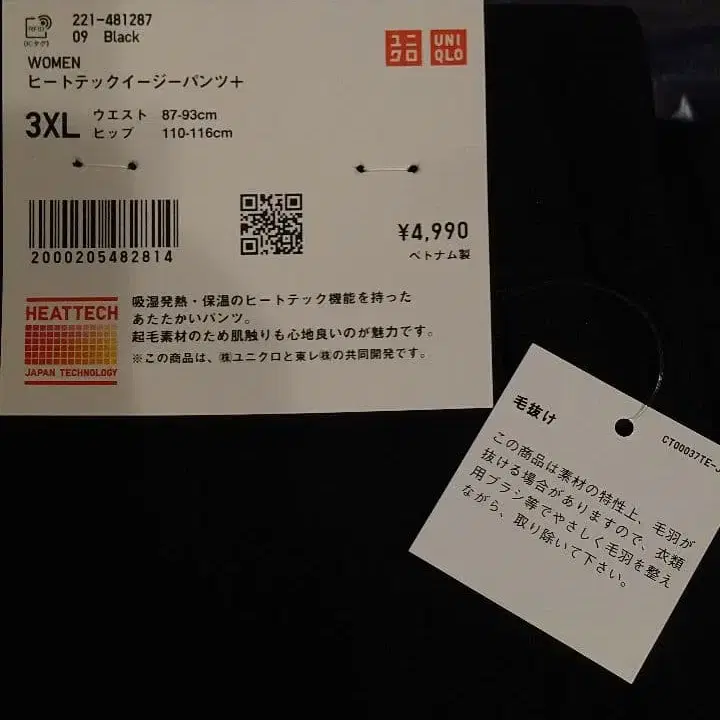 RFID
(ICタグ)
221-481287
09 Black
ユニ
クロ
UNI
QLO
WOMEN
ヒートテックイージーパンツ+
3XL
ウエスト 87-93cm
ヒップ 110-116cm
2000205482814
¥4,990
ベトナム製
HEATTECH
JAPAN TECHNOLOGY
吸湿発熱・保温のヒートテック機能を持った
あたたかいパンツ。
起毛素材のため肌触りも心地良いのが魅力です。
※この商品は、㈱ユニクロと東レ㈱の共同開発です。
毛抜け
CT00037TE-J
この商品は素材の特性上、毛羽が
抜ける場合がありますので、衣類
用ブラシ等でやさしく毛羽を整え
ながら、取り除いて下さい。